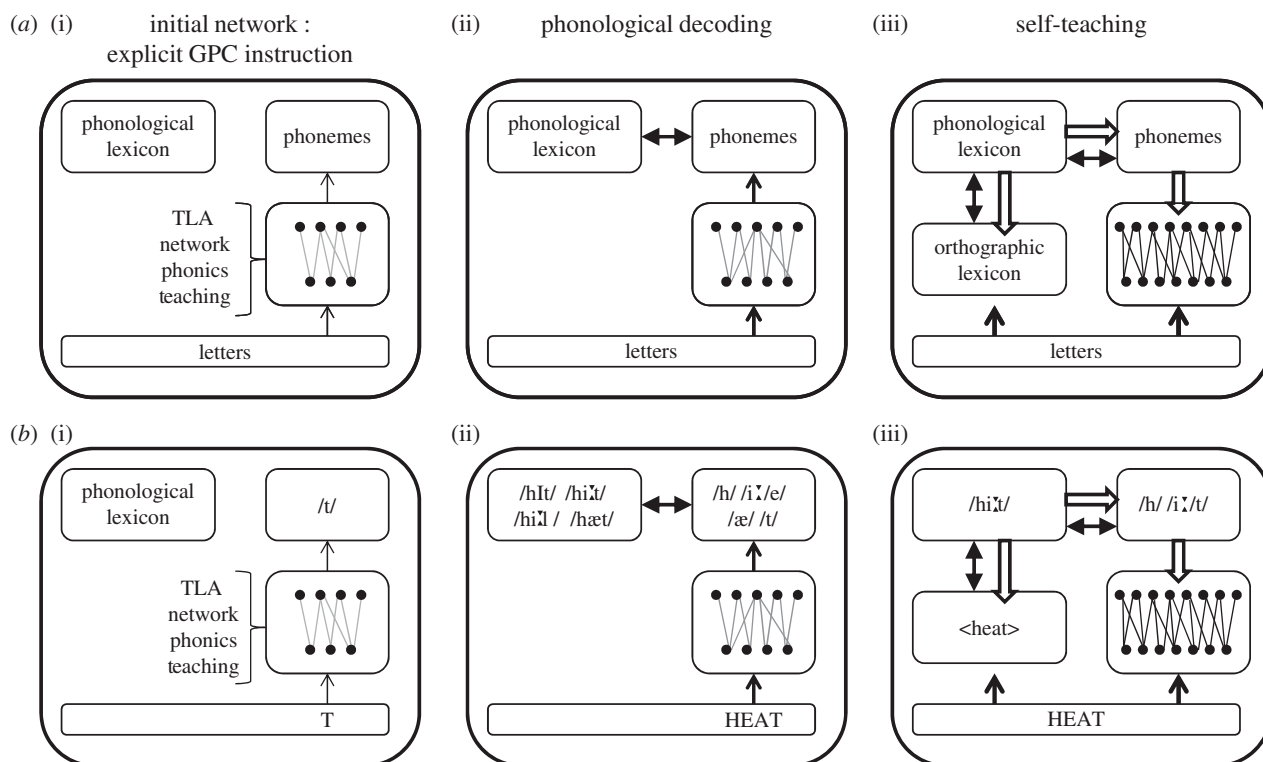 (a) (i) initial network : explicit GPC instruction
(ii) phonological decoding
(iii) self-teaching
phonological
lexicon
phonemes
TLA
network
phonics
teaching
letters
phonological
lexicon
phonemes
letters
phonological
lexicon
phonemes
orthographic
lexicon
letters
(b) (i)
(ii)
(iii)
phonological
lexicon
/t/
TLA
network
phonics
teaching
T
/hIt/ /hiːt/
/hiːl / /hæt/
/h/ /iː/e/
/æ/ /t/
HEAT
/hiːt/
/h/ /iː/t/
<heat>
HEAT